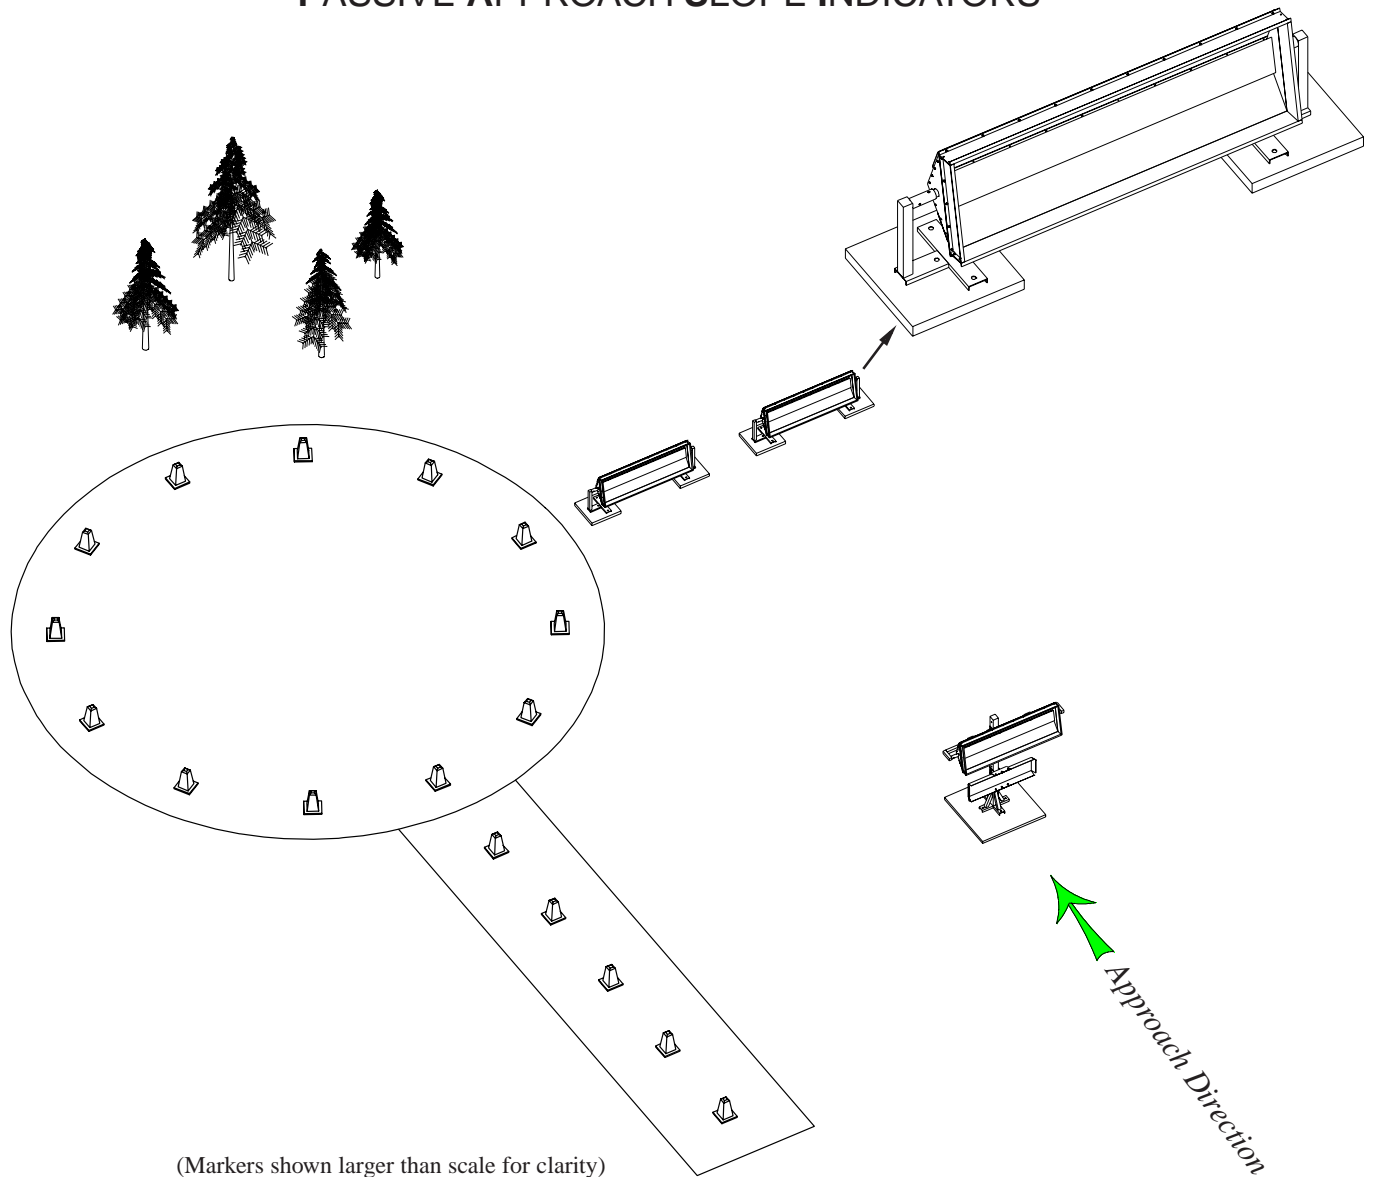 PASSIVE APPROACH SLOPE INDICATORS
Approach Direction
(Markers shown larger than scale for clarity)